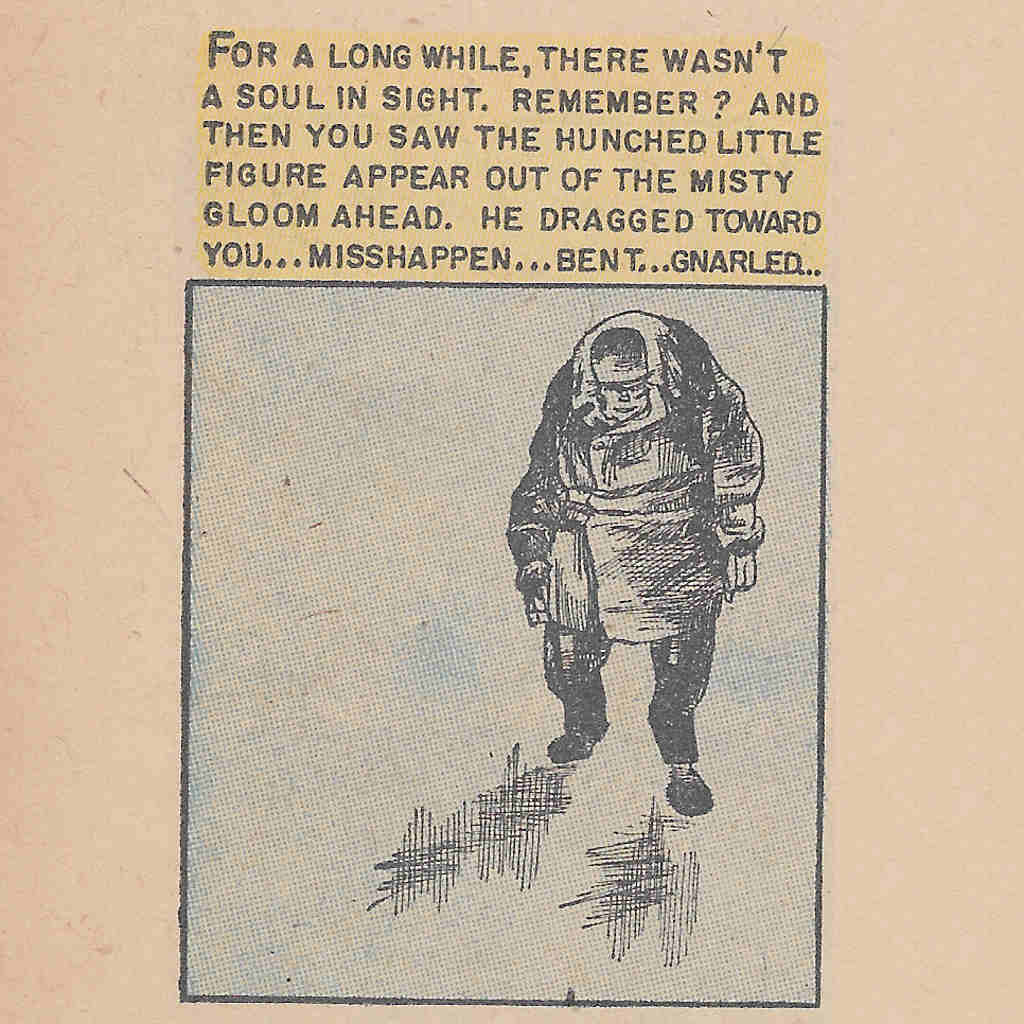 FOR A LONG WHILE, THERE WASN'T
A SOUL IN SIGHT. REMEMBER? AND
THEN YOU SAW THE HUNCHED LITTLE
FIGURE APPEAR OUT OF THE MISTY
GLOOM AHEAD. HE DRAGGED TOWARD
YOU...MISSHAPPEN...BENT...GNARLED...